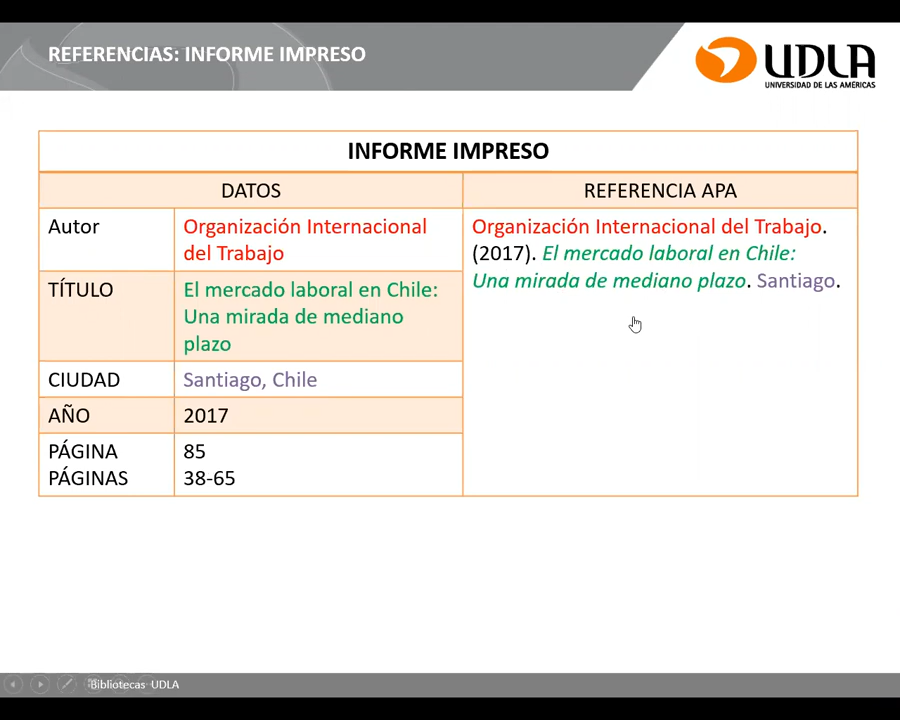 REFERENCIAS: INFORME IMPRESO
UDLA
UNIVERSIDAD DE LAS AMÉRICAS
INFORME IMPRESO
DATOS
REFERENCIA APA
Autor
Organización Internacional
del Trabajo
TÍTULO
El mercado laboral en Chile:
Una mirada de mediano
plazo
CIUDAD
Santiago, Chile
AÑO
2017
PÁGINA
85
PÁGINAS
38-65
Organización Internacional del Trabajo.
(2017). El mercado laboral en Chile:
Una mirada de mediano plazo. Santiago.
Bibliotecas UDLA